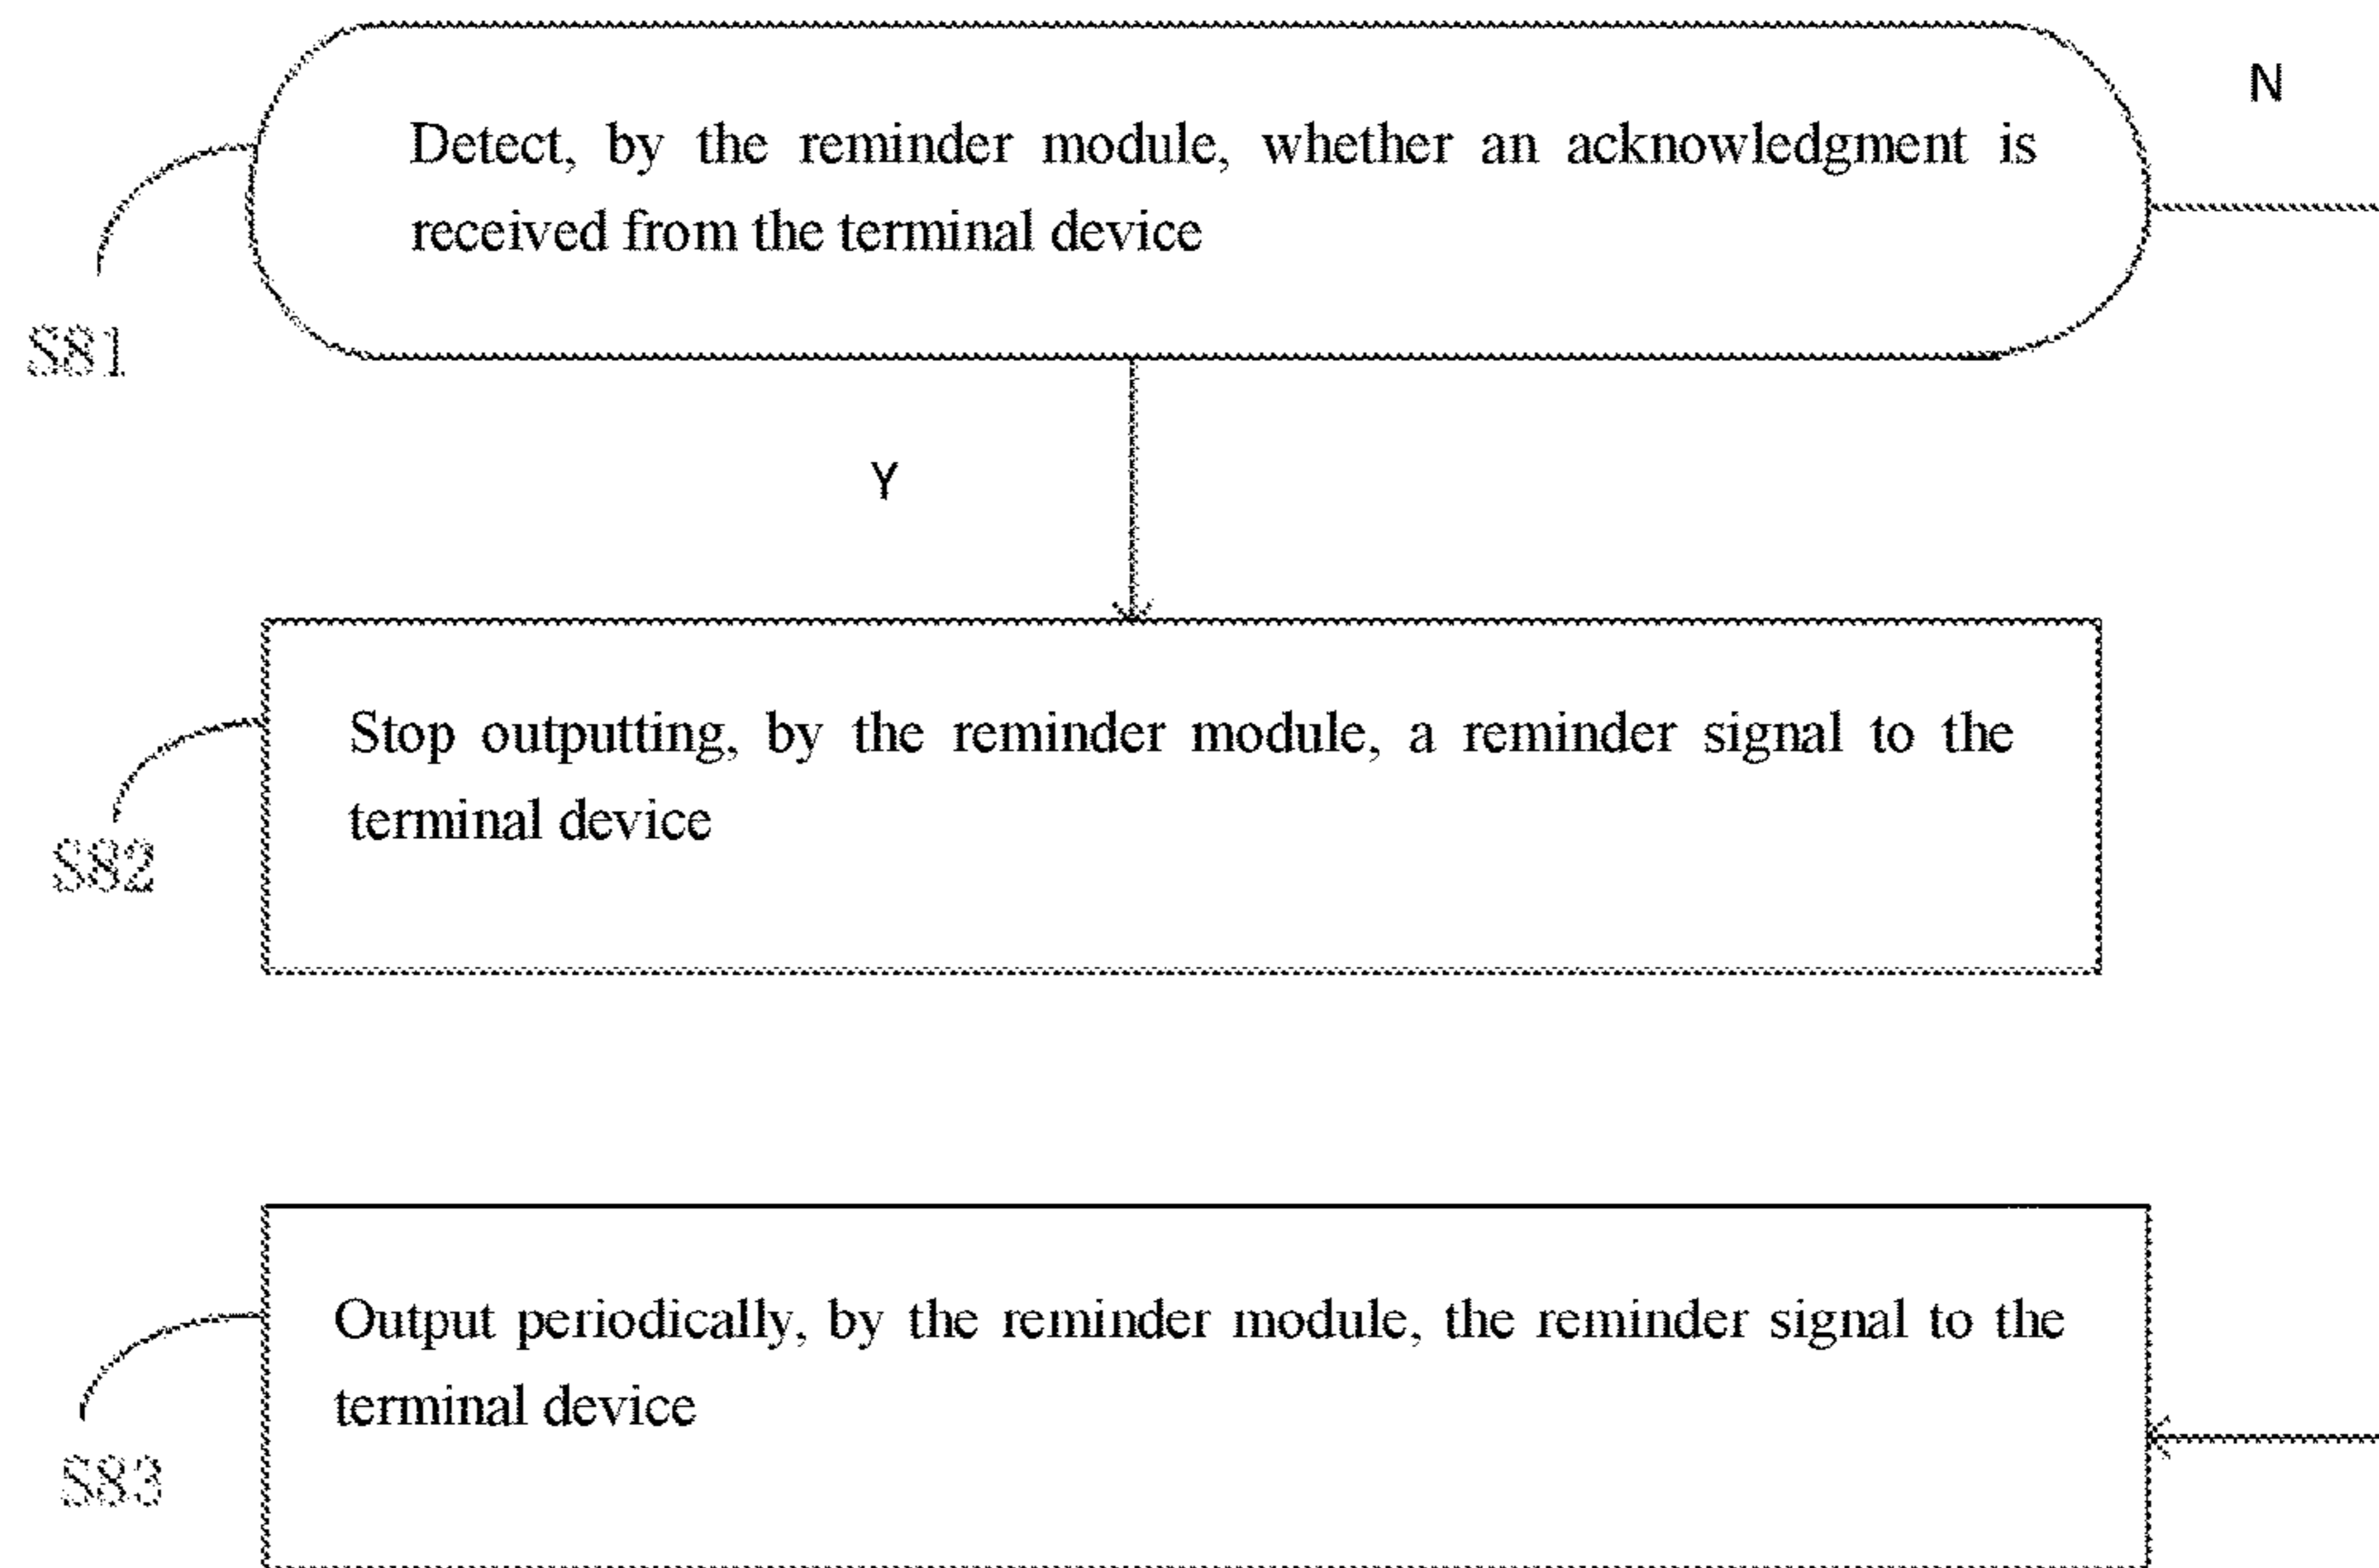 N
Detect, by the reminder module, whether an acknowledgment is
received from the terminal device
S81
Y
Stop outputting, by the reminder module, a reminder signal to the
terminal device
S82
Output periodically, by the reminder module, the reminder signal to the
terminal device
S83